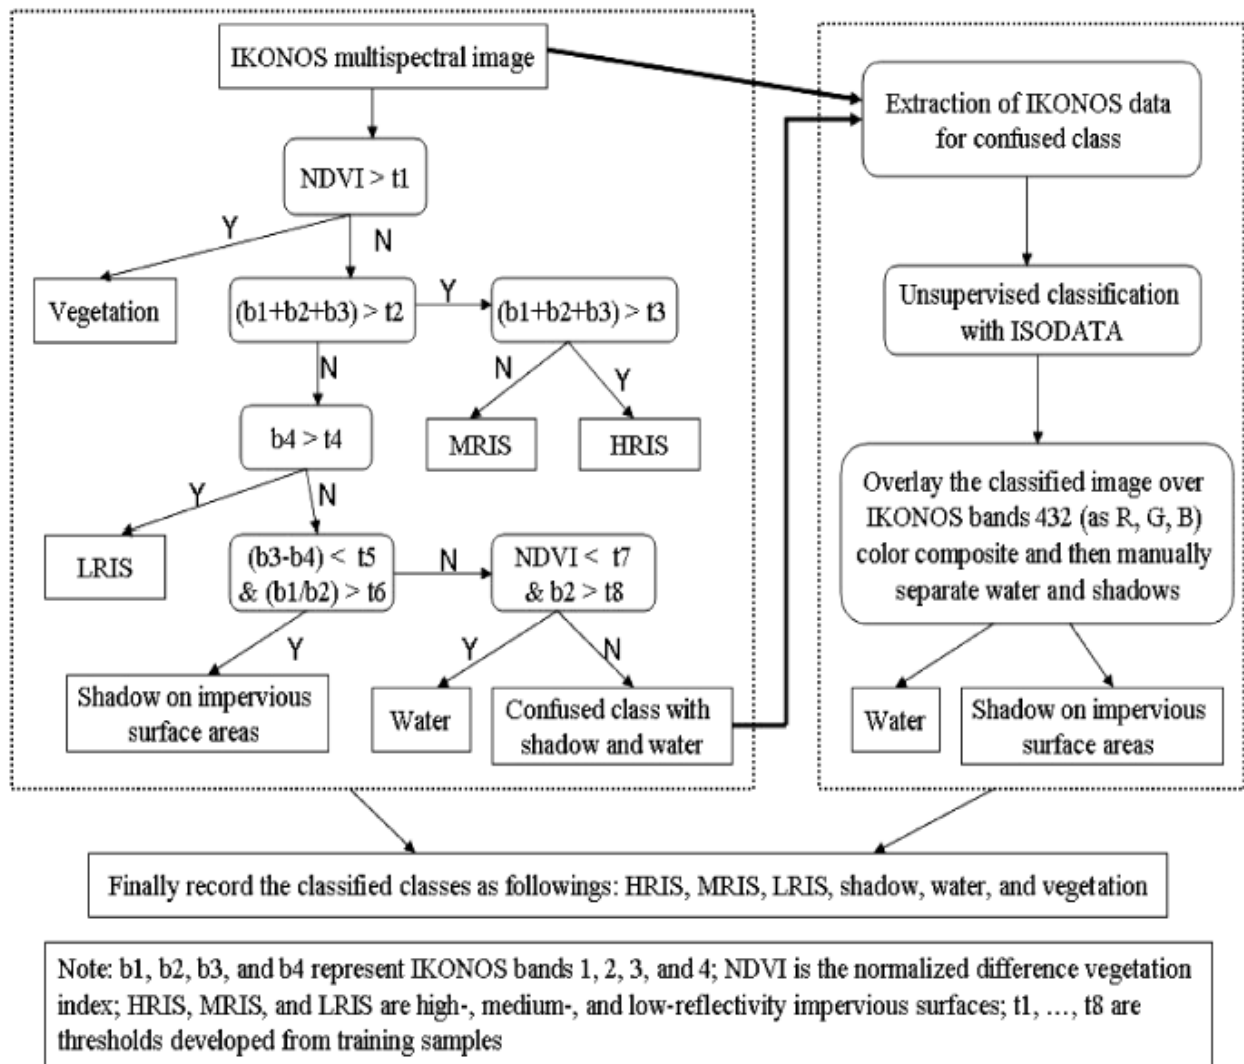 IKONOS multispectral image
NDVI > t1
Y
N
Vegetation
(b1+b2+b3) > t2
Y
(b1+b2+b3) > t3
N
N
Y
b4 > t4
MRIS
HRIS
Y
N
LRIS
(b3-b4) < t5
& (b1/b2) > t6
N
NDVI < t7
& b2 > t8
Y
Y
N
Shadow on impervious
surface areas
Water
Confused class with
shadow and water
Extraction of IKONOS data
for confused class
Unsupervised classification
with ISODATA
Overlay the classified image over
IKONOS bands 432 (as R, G, B)
color composite and then manually
separate water and shadows
Water
Shadow on impervious
surface areas
Finally record the classified classes as followings: HRIS, MRIS, LRIS, shadow, water, and vegetation
Note: b1, b2, b3, and b4 represent IKONOS bands 1, 2, 3, and 4; NDVI is the normalized difference vegetation
index; HRIS, MRIS, and LRIS are high-, medium-, and low-reflectivity impervious surfaces; t1, ..., t8 are
thresholds developed from training samples